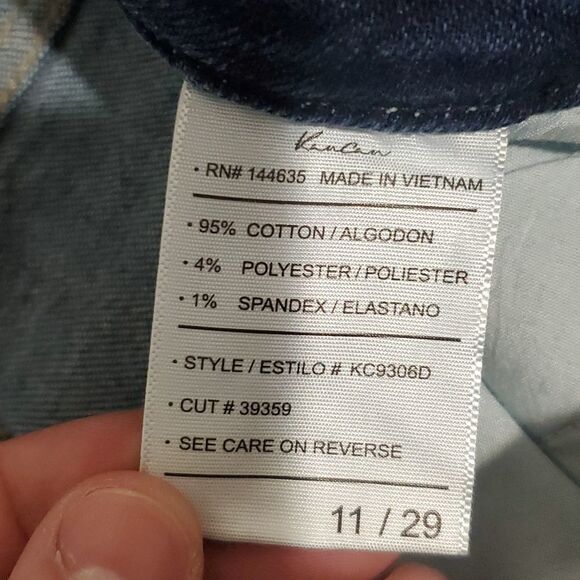 KanCan
• RN# 144635 MADE IN VIETNAM
• 95% COTTON / ALGODON
• 4% POLYESTER / POLIESTER
• 1% SPANDEX / ELASTANO
• STYLE / ESTILO # KC9306D
• CUT # 39359
• SEE CARE ON REVERSE
11 / 29